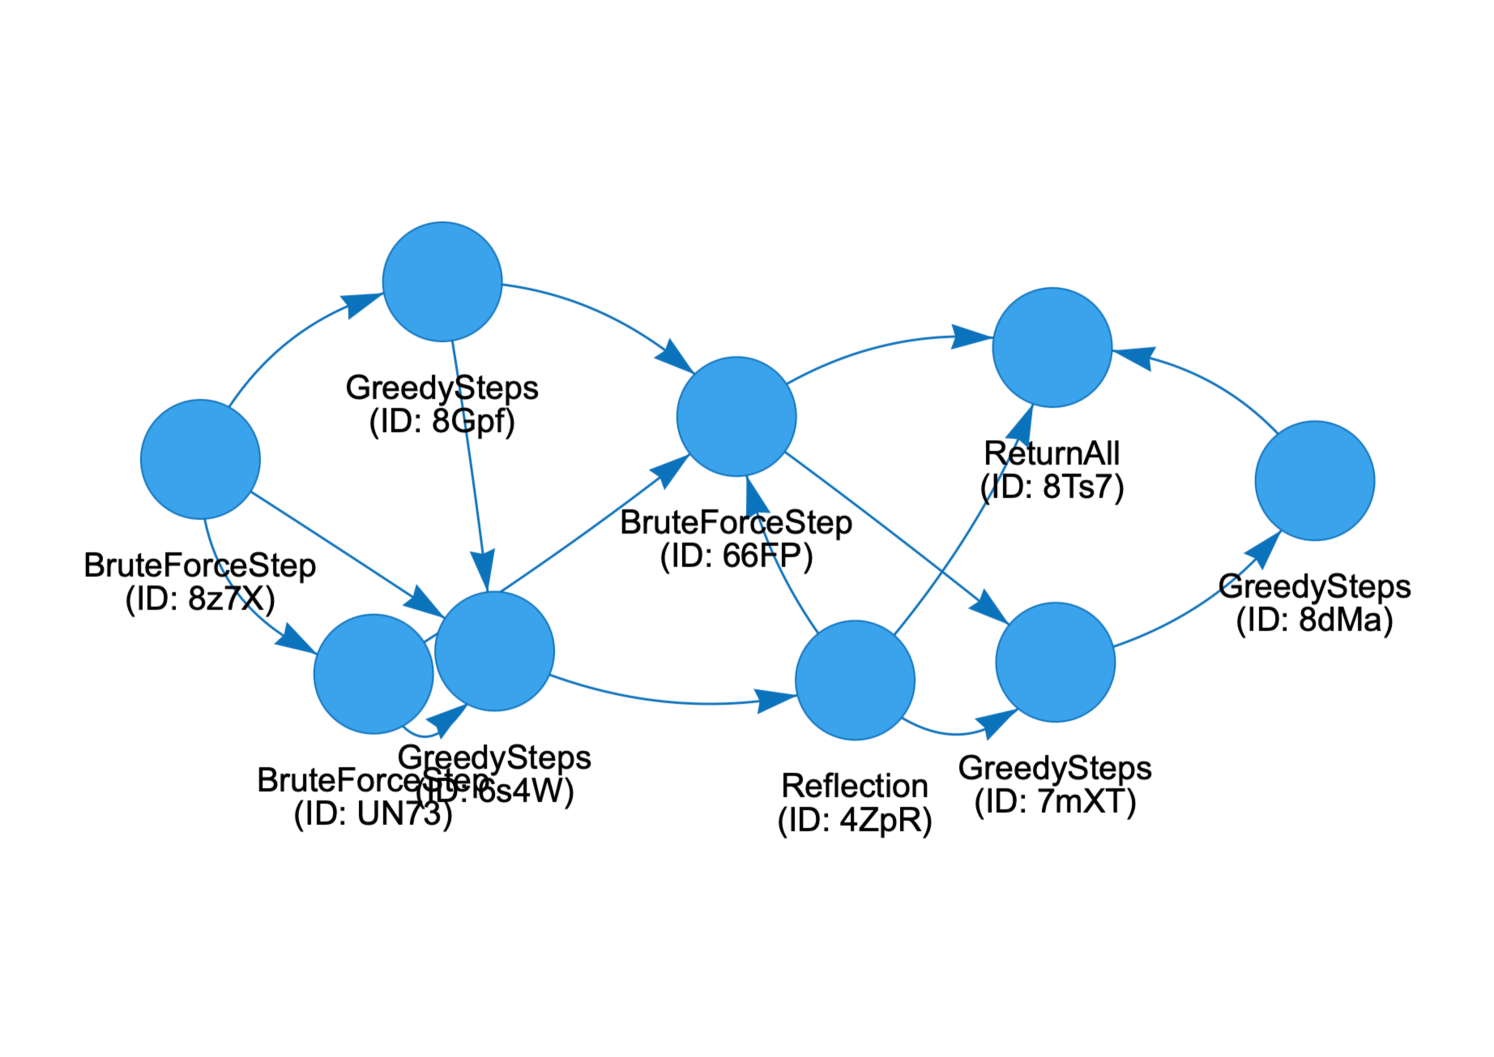 GreedySteps
(ID: 8Gpf)
ReturnAll
(ID: 8Ts7)
BruteForceStep
(ID: 66FP)
BruteForceStep
(ID: 8z7X)
GreedySteps
(ID: 8dMa)
GreedySteps
(ID: 6s4W)
BruteForceStep
(ID: UN73)
Reflection
(ID: 4ZpR)
GreedySteps
(ID: 7mXT)